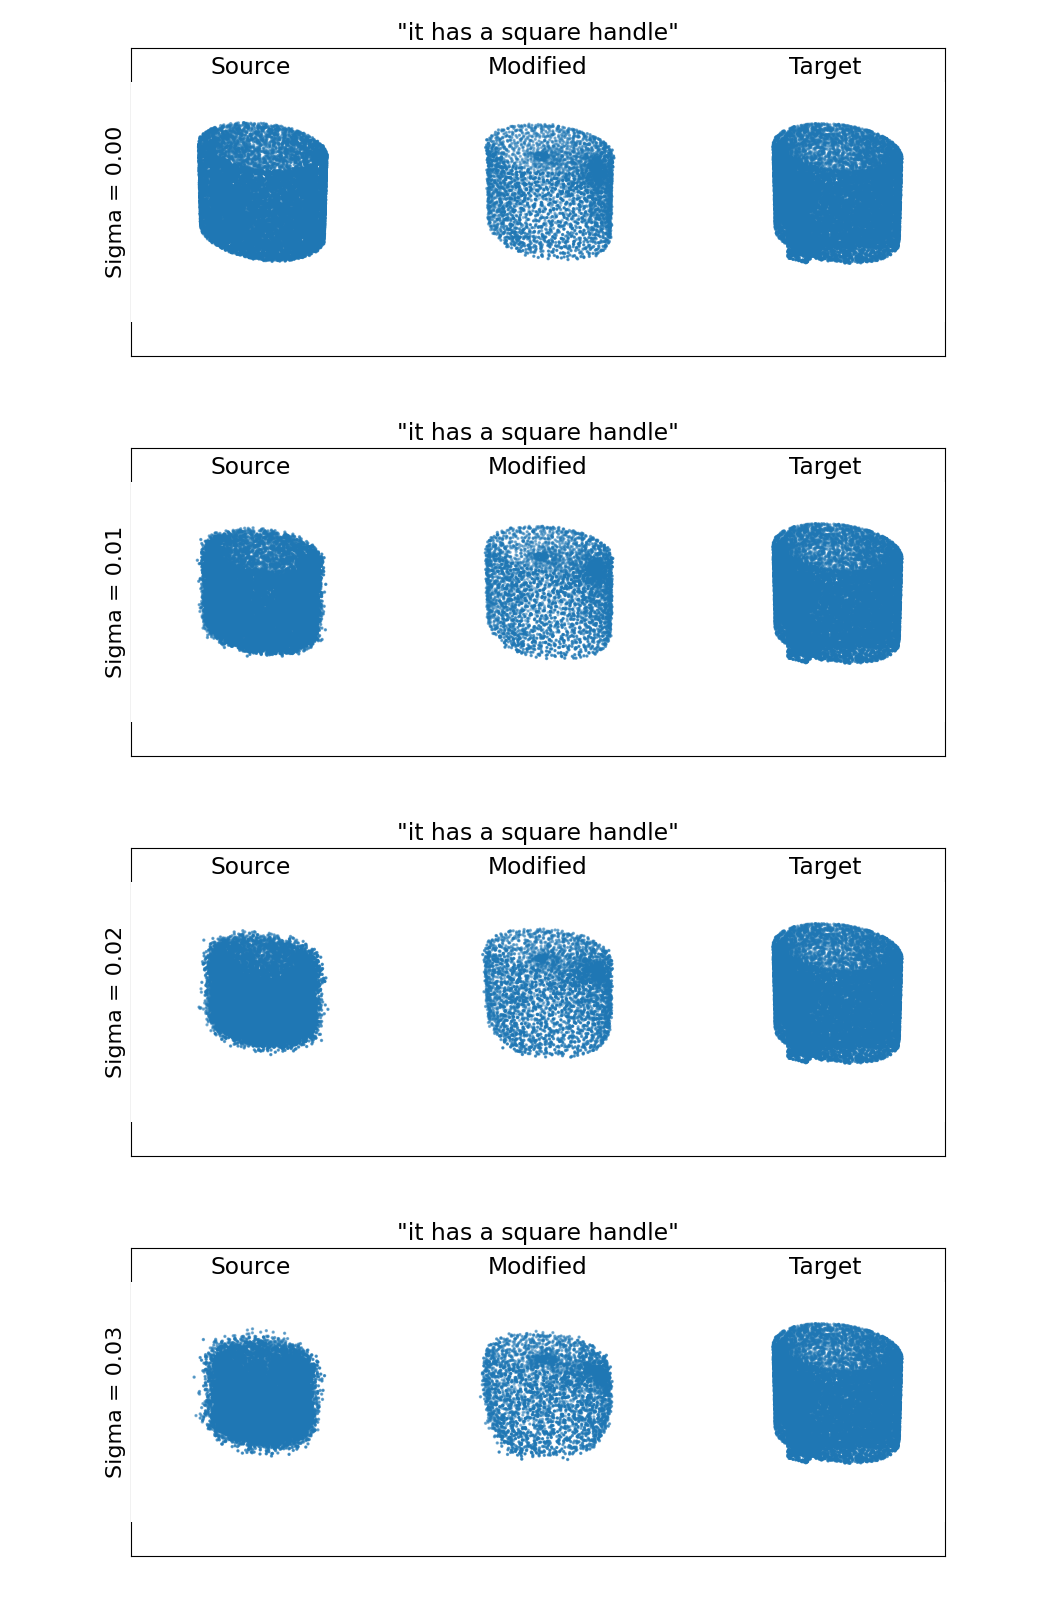 "it has a square handle"
Source Modified Target
Sigma = 0.00
"it has a square handle"
Source Modified Target
Sigma = 0.01
"it has a square handle"
Source Modified Target
Sigma = 0.02
"it has a square handle"
Source Modified Target
Sigma = 0.03